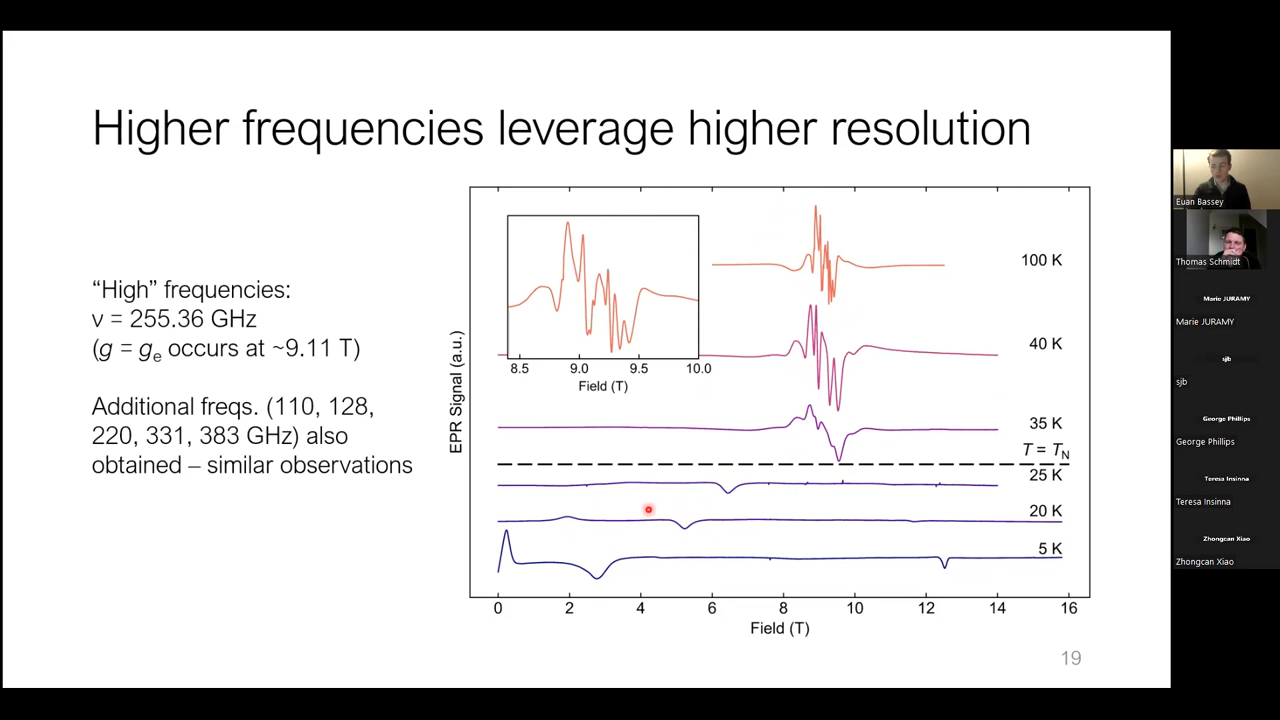 Higher frequencies leverage higher resolution
“High” frequencies:
ν = 255.36 GHz
(g = gₑ occurs at ~9.11 T)
Additional freqs. (110, 128,
220, 331, 383 GHz) also
obtained – similar observations
EPR Signal (a.u.)
8.5 9.0 9.5 10.0
Field (T)
100 K
40 K
35 K
T = T_N
25 K
20 K
5 K
0 2 4 6 8 10 12 14 16
Field (T)
19
Euan Bassey
Thomas Schmidt
Marie JURAMY
Marie JURAMY
sjb
sjb
George Phillips
George Phillips
Teresa Insinna
Teresa Insinna
Zhongcan Xiao
Zhongcan Xiao